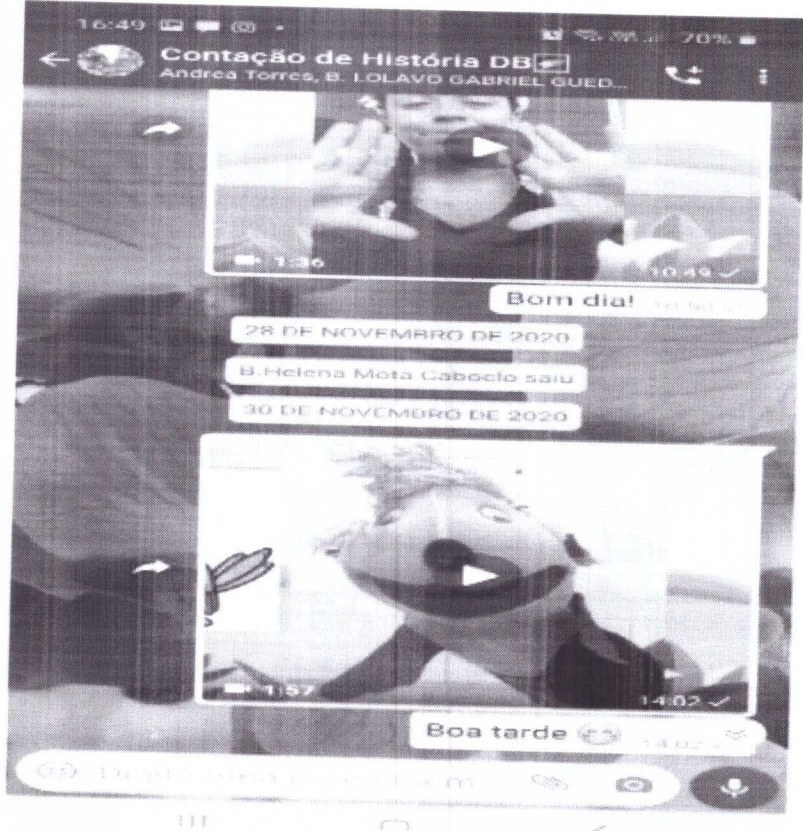 16:49
70%
Contação de História DB
Andrea Torres, B. LOLAVO GABRIEL GUED...
1:36
10:49
Bom dia! 10:50
28 DE NOVEMBRO DE 2020
B.Helena Mota Caboclo saiu
30 DE NOVEMBRO DE 2020
1:57
14:02
Boa tarde 14:02